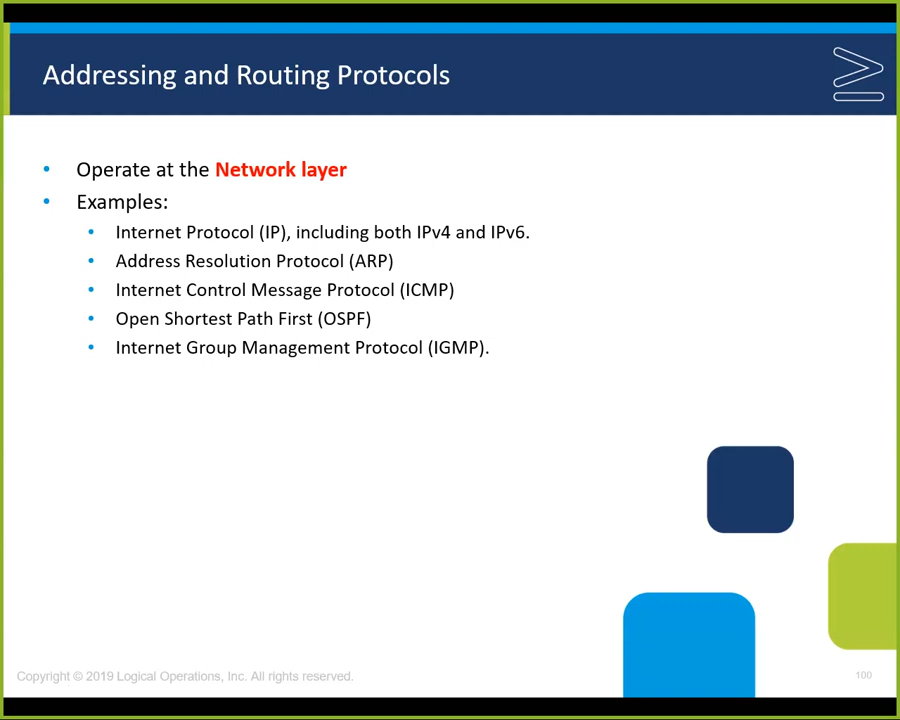 Addressing and Routing Protocols
• Operate at the Network layer
• Examples:
• Internet Protocol (IP), including both IPv4 and IPv6.
• Address Resolution Protocol (ARP)
• Internet Control Message Protocol (ICMP)
• Open Shortest Path First (OSPF)
• Internet Group Management Protocol (IGMP).
Copyright © 2019 Logical Operations, Inc. All rights reserved.
100